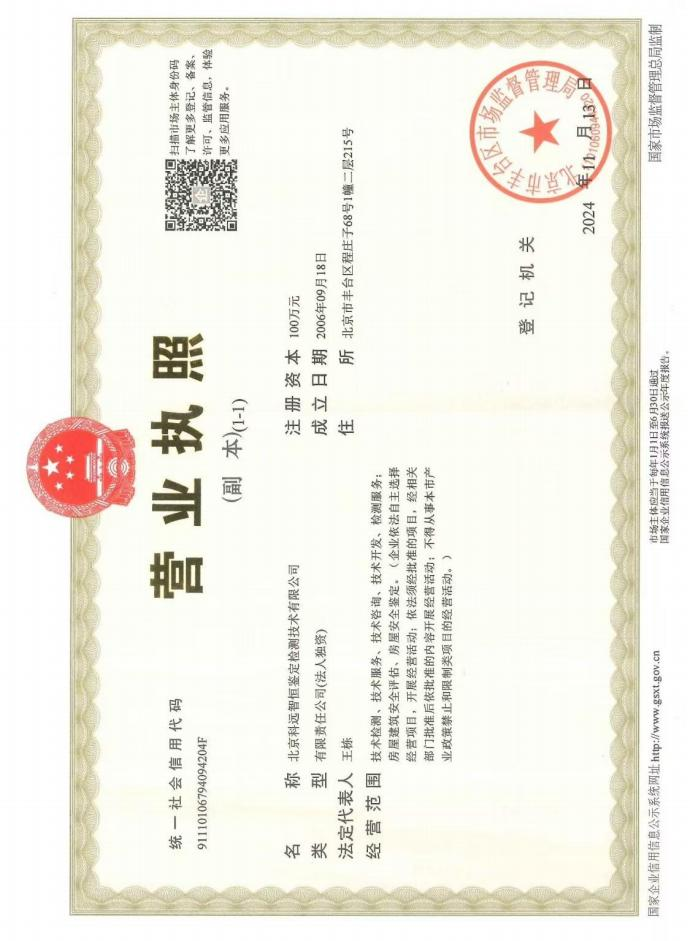 营业执照
(副 本)(1-1)
统一社会信用代码
91110106794094204F
扫描市场主体身份码
了解更多登记、备案、
许可、监管信息，体验
更多应用服务。
名 称 北京科远智恒鉴定检测技术有限公司
类 型 有限责任公司(法人独资)
法定代表人 王栋
经营范围 技术检测、技术服务、技术咨询、技术开发、检测服务；
房屋建筑安全评估、房屋安全鉴定。（企业依法自主选择
经营项目，开展经营活动；依法须经批准的项目，经相关
部门批准后依批准的内容开展经营活动；不得从事本市产
业政策禁止和限制类项目的经营活动。）
注册资本 100万元
成立日期 2006年09月18日
住 所 北京市丰台区程庄子68号1幢二层215号
登记机关
北京市丰台区市场监督管理局
2024 年 11 月 13 日
国家企业信用信息公示系统网址 http://www.gsxt.gov.cn
市场主体应当于每年1月1日至6月30日通过
国家企业信用信息公示系统报送公示年度报告。
国家市场监督管理总局监制